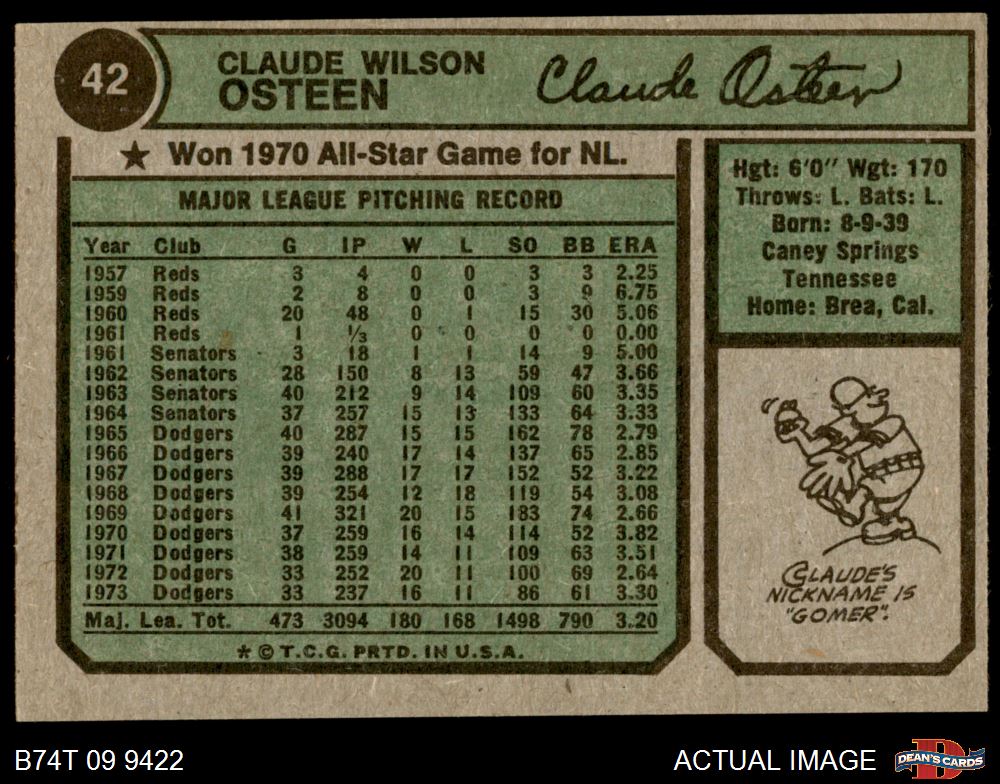 42
CLAUDE WILSON
OSTEEN
Claude Osteen
★ Won 1970 All-Star Game for NL.
MAJOR LEAGUE PITCHING RECORD
Year Club G IP W L SO BB ERA
1957 Reds 3 4 0 0 3 3 2.25
1959 Reds 2 8 0 0 3 9 6.75
1960 Reds 20 48 0 1 15 30 5.06
1961 Reds 1 ⅓ 0 0 0 0 0.00
1961 Senators 3 18 1 1 14 9 5.00
1962 Senators 28 150 8 13 59 47 3.66
1963 Senators 40 212 9 14 109 60 3.35
1964 Senators 37 257 15 13 133 64 3.33
1965 Dodgers 40 287 15 15 162 78 2.79
1966 Dodgers 39 240 17 14 137 65 2.85
1967 Dodgers 39 288 17 17 152 52 3.22
1968 Dodgers 39 254 12 18 119 54 3.08
1969 Dodgers 41 321 20 15 183 74 2.66
1970 Dodgers 37 259 16 14 114 52 3.82
1971 Dodgers 38 259 14 11 109 63 3.51
1972 Dodgers 33 252 20 11 100 69 2.64
1973 Dodgers 33 237 16 11 86 61 3.30
Maj. Lea. Tot. 473 3094 180 168 1498 790 3.20
* © T.C.G. PRTD. IN U.S.A.
Hgt: 6'0" Wgt: 170
Throws: L. Bats: L.
Born: 8-9-39
Caney Springs
Tennessee
Home: Brea, Cal.
CLAUDE'S
NICKNAME IS
"GOMER".
B74T 09 9422
ACTUAL IMAGE
DEAN'S CARDS